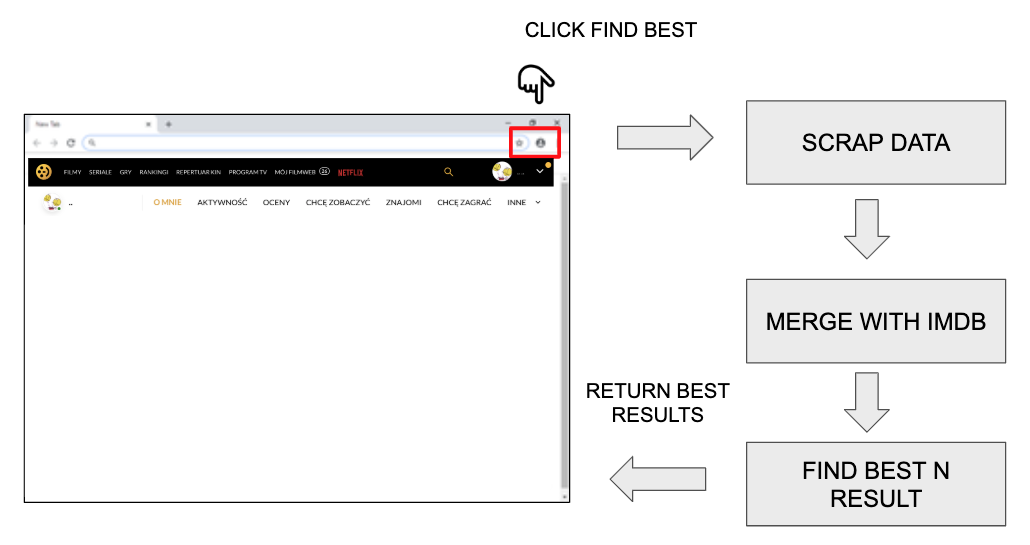 CLICK FIND BEST
New Tab
FILMY SERIALE GRY RANKINGI REPERTUAR KIN PROGRAM TV MÓJ FILMWEB 26 NETFLIX ...
.. O MNIE AKTYWNOŚĆ OCENY CHCĘ ZOBACZYĆ ZNAJOMI CHCĘ ZAGRAĆ INNE
SCRAP DATA
MERGE WITH IMDB
FIND BEST N
RESULT
RETURN BEST
RESULTS